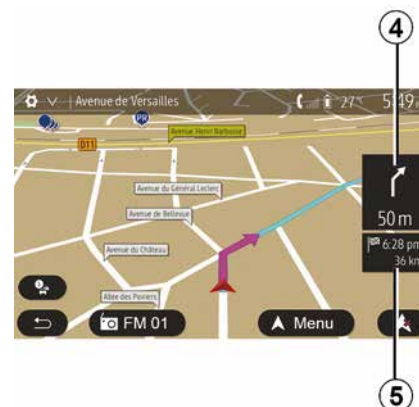 4
Avenue de Versailles 27° 5:49
PR
Avenue Henri Barbusse
D11
Avenue du Général Leclerc
Avenue de Bellevue
50 m
Avenue du Château
6:28 pm
36 km
Allée des Poiriers
FM 01
Menu
5